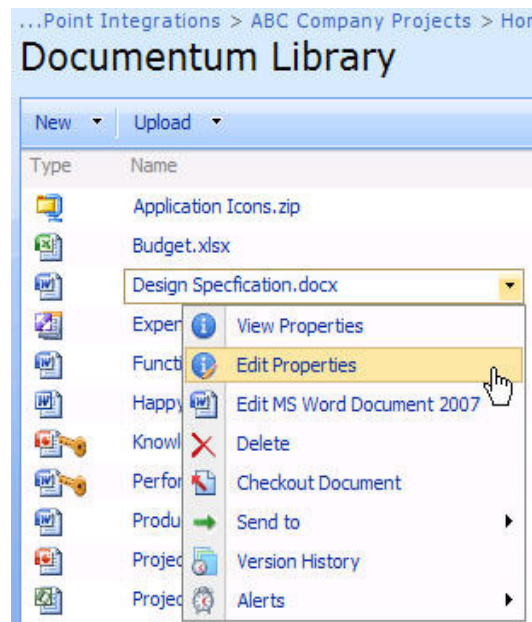 ...Point Integrations > ABC Company Projects > Hor
Documentum Library
New Upload
Type Name
Application Icons.zip
Budget.xlsx
Design Specfication.docx
Exper View Properties
Functi Edit Properties
Happy Edit MS Word Document 2007
Knowl Delete
Perfor Checkout Document
Produ Send to
Projec Version History
Projec Alerts